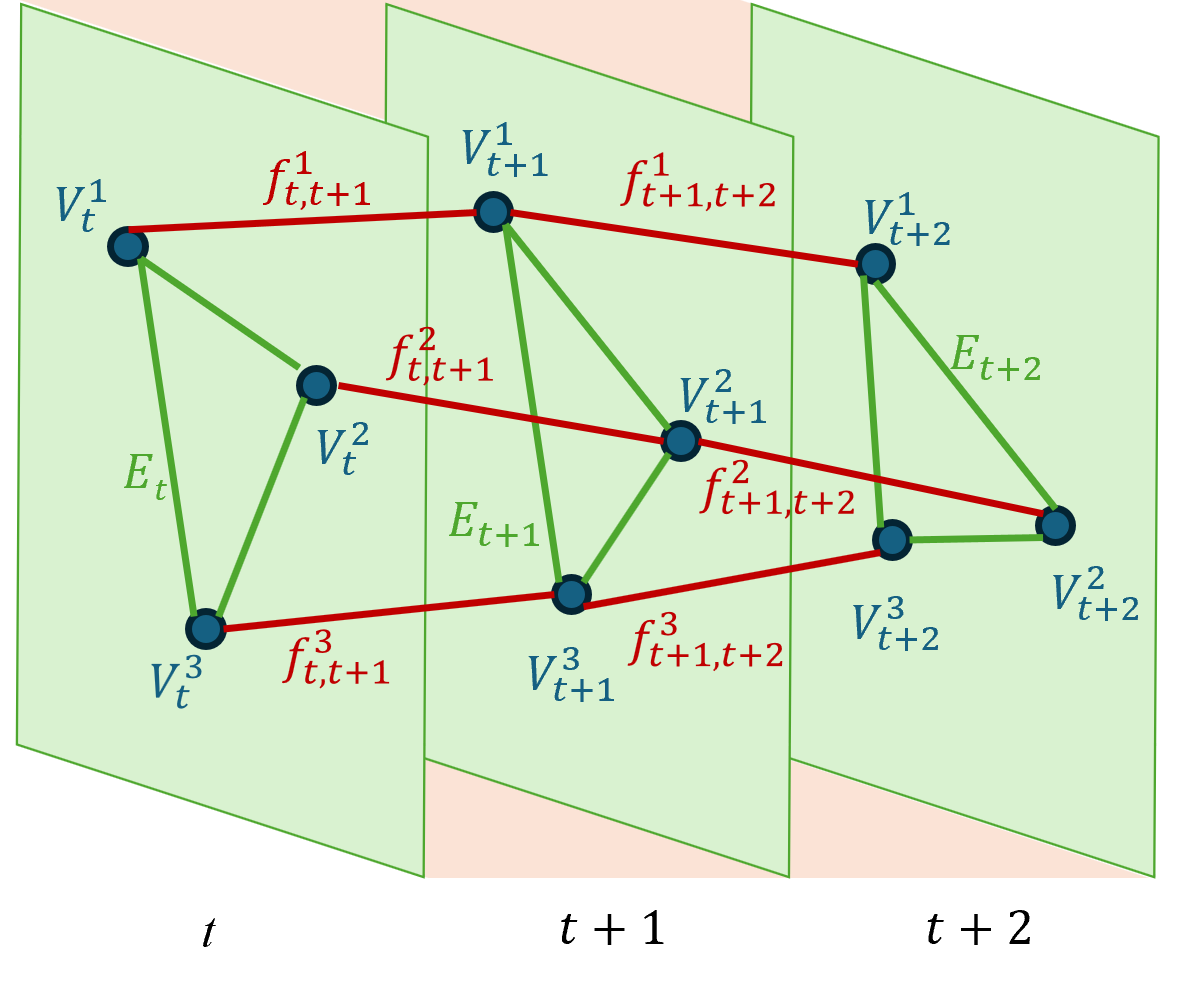 $V_t^1$
$f_{t,t+1}^1$
$V_{t+1}^1$
$f_{t+1,t+2}^1$
$V_{t+2}^1$
$f_{t,t+1}^2$
$V_{t+1}^2$
$E_{t+2}$
$V_t^2$
$E_t$
$f_{t+1,t+2}^2$
$E_{t+1}$
$V_{t+2}^2$
$V_{t+2}^3$
$f_{t,t+1}^3$
$f_{t+1,t+2}^3$
$V_t^3$
$V_{t+1}^3$
$t$
$t+1$
$t+2$